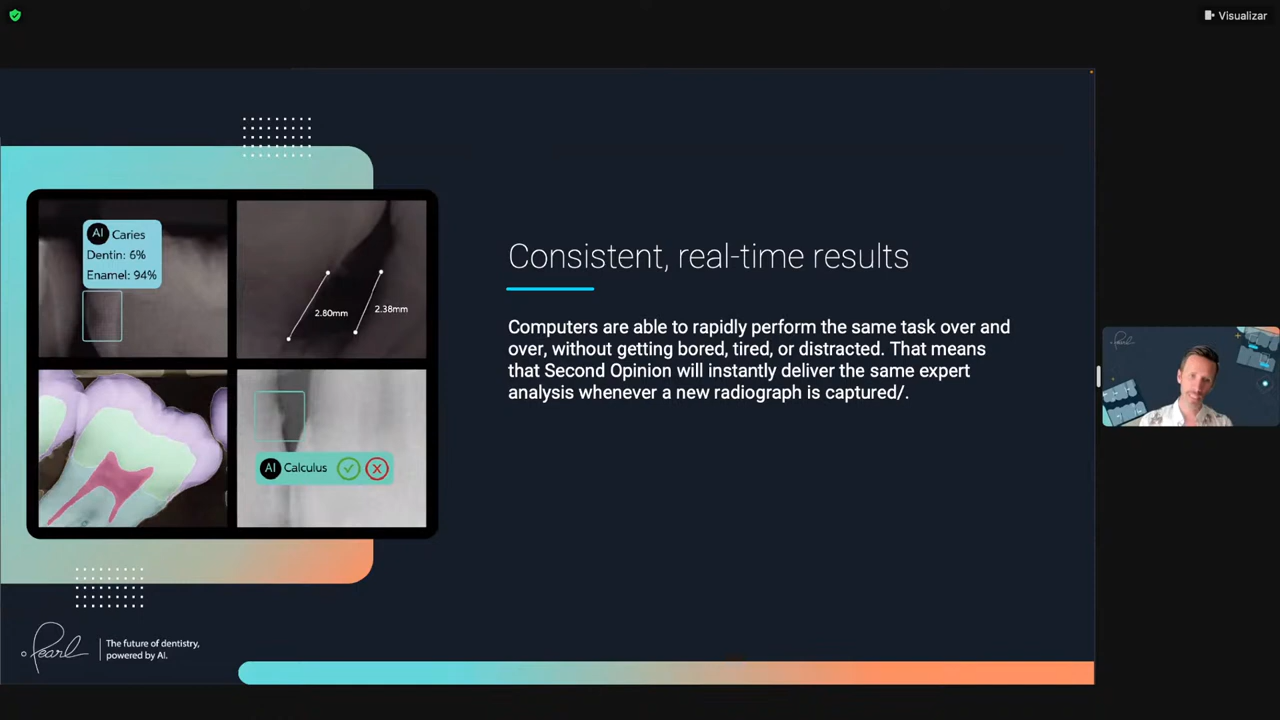 Visualizar
AI Caries
Dentin: 6%
Enamel: 94%
2.80mm
2.38mm
AI Calculus
Consistent, real-time results
Computers are able to rapidly perform the same task over and
over, without getting bored, tired, or distracted. That means
that Second Opinion will instantly deliver the same expert
analysis whenever a new radiograph is captured/.
Pearl
The future of dentistry,
powered by AI.
Pearl